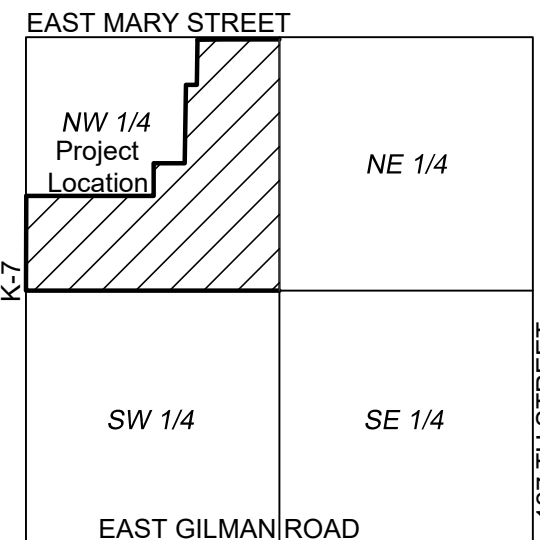 EAST MARY STREET
NW 1/4
Project
Location
NE 1/4
K-7
SW 1/4
SE 1/4
STREET
EAST GILMAN ROAD